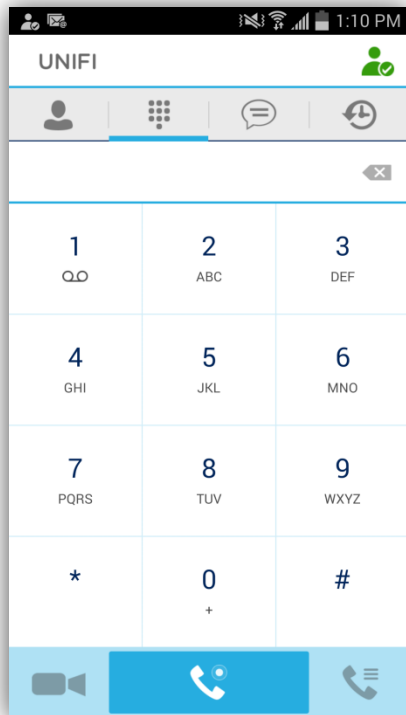 1:10 PM
UNIFI
1 2 3
ABC DEF
4 5 6
GHI JKL MNO
7 8 9
PQRS TUV WXYZ
* 0 #
+